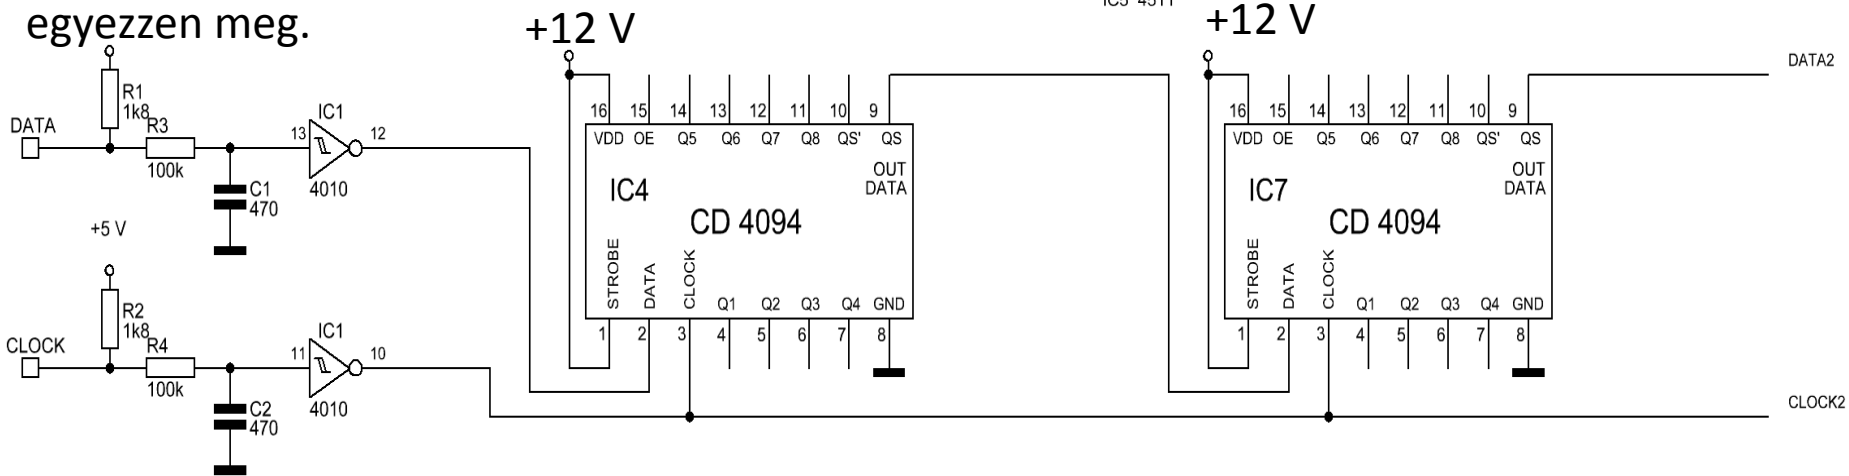 egyezzen meg.
+12 V
+12 V
DATA2
R1
1k8
DATA
R3
100k
C1
470
13
IC1
12
4010
+5 V
R2
1k8
CLOCK
R4
100k
C2
470
11
IC1
10
4010
16 15 14 13 12 11 10 9
VDD OE Q5 Q6 Q7 Q8 QS' QS
OUT
DATA
IC4
CD 4094
STROBE
DATA
CLOCK
Q1 Q2 Q3 Q4 GND
1 2 3 4 5 6 7 8
16 15 14 13 12 11 10 9
VDD OE Q5 Q6 Q7 Q8 QS' QS
OUT
DATA
IC7
CD 4094
STROBE
DATA
CLOCK
Q1 Q2 Q3 Q4 GND
1 2 3 4 5 6 7 8
CLOCK2